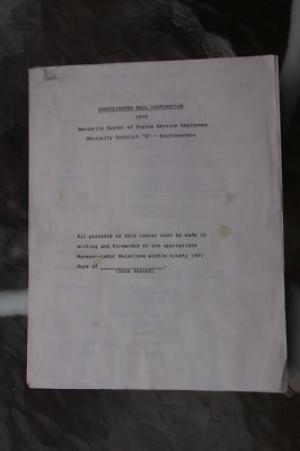 CONSOLIDATED RAIL CORPORATION
1979
Seniority Roster of Engine Service Employees
Seniority District "G" - Southwestern
All protests to this roster must be made in
writing and forwarded to the appropriate
Manager-Labor Relations within ninety (90)
days of
(Date Posted)